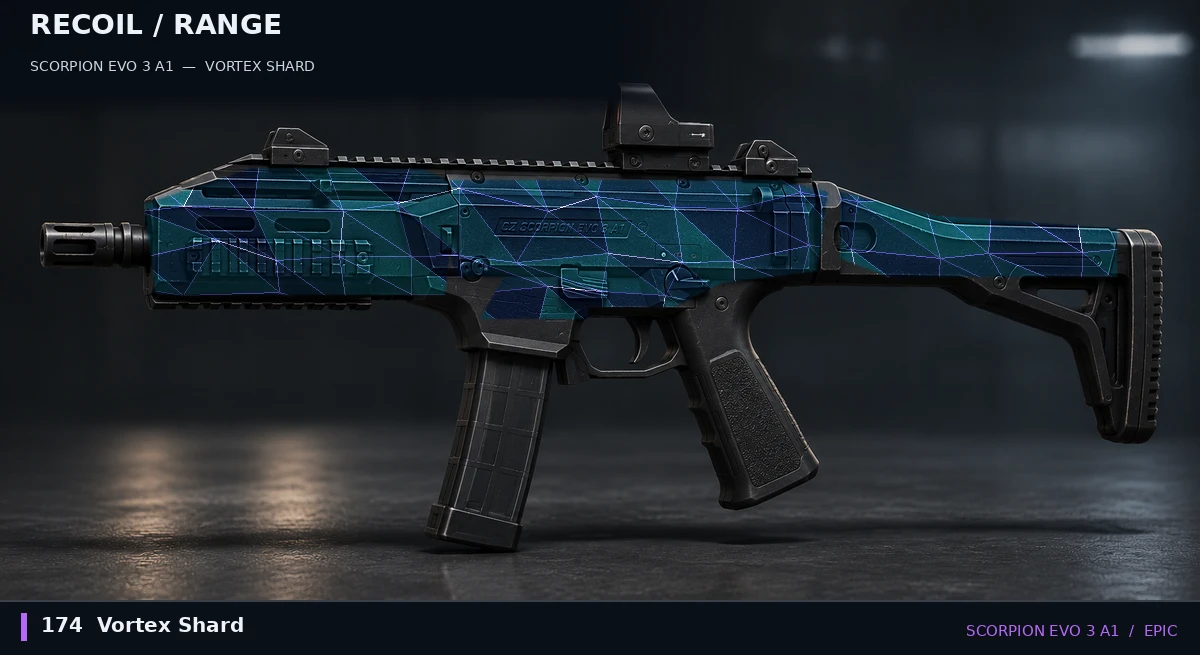 RECOIL / RANGE
SCORPION EVO 3 A1 — VORTEX SHARD
CZ SCORPION EVO 3 A1
174 Vortex Shard
SCORPION EVO 3 A1 / EPIC